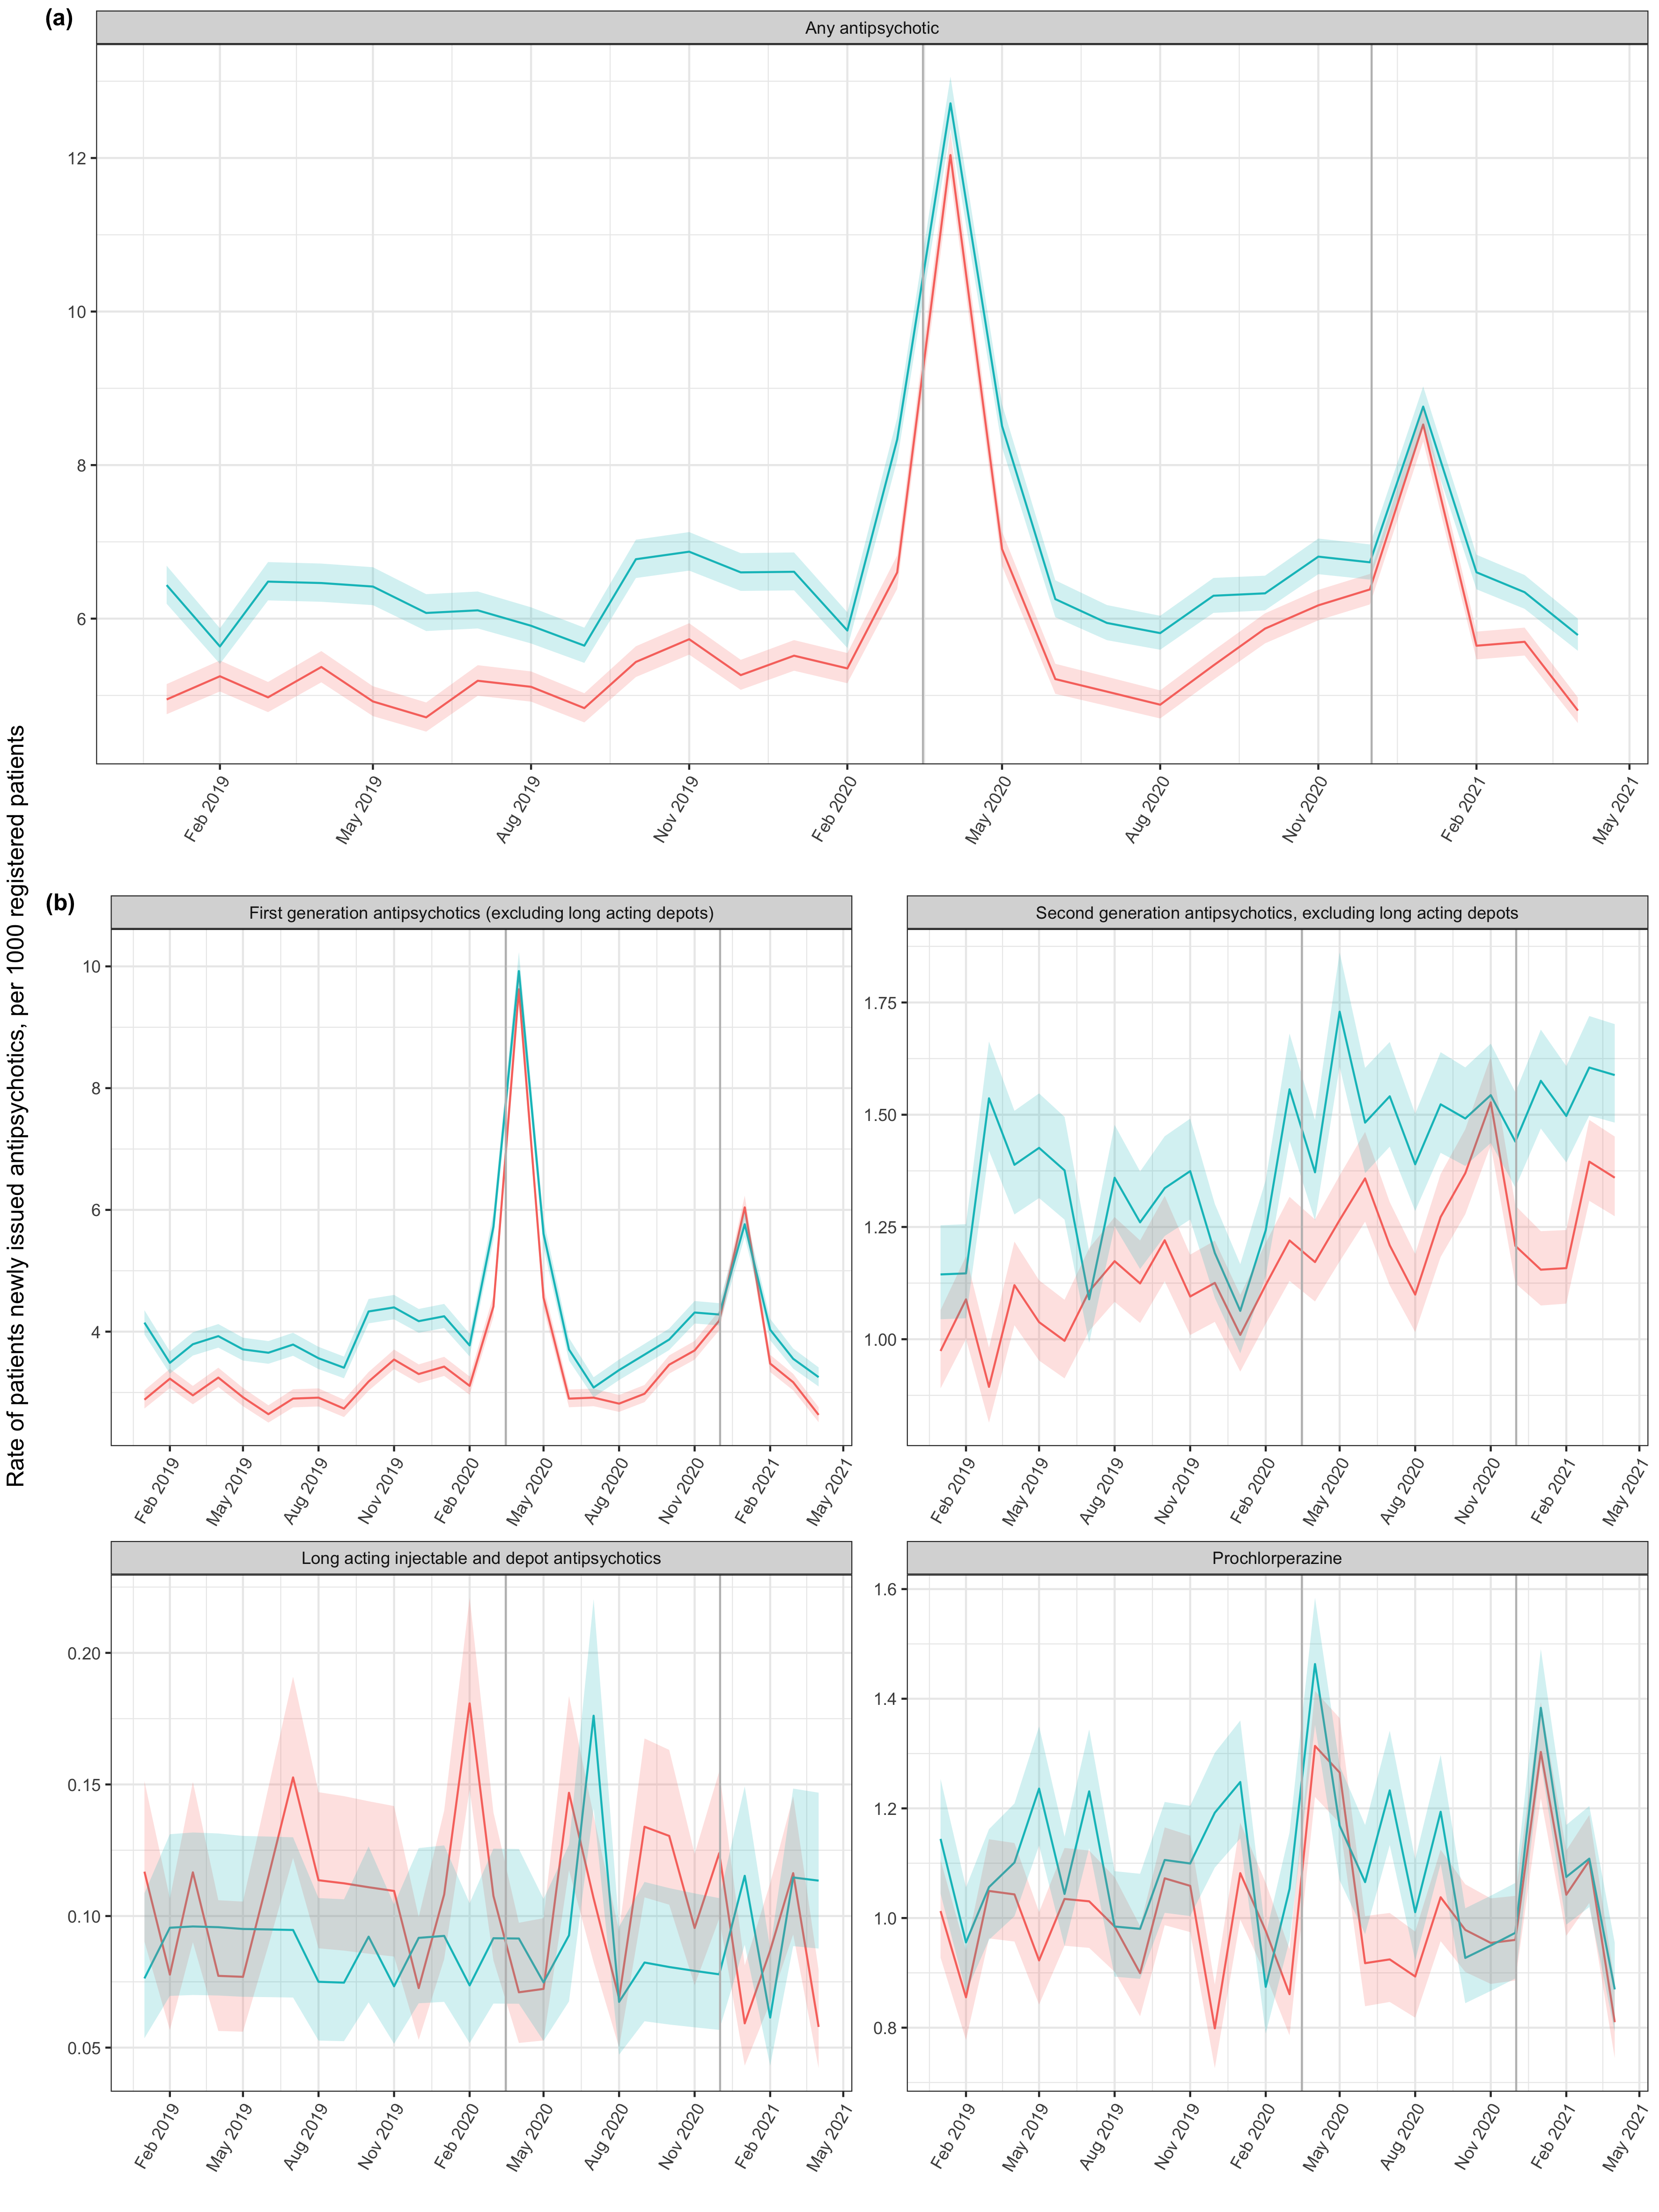 (a)
Any antipsychotic
12
10
8
6
Feb 2019
May 2019
Aug 2019
Nov 2019
Feb 2020
May 2020
Aug 2020
Nov 2020
Feb 2021
May 2021
Rate of patients newly issued antipsychotics, per 1000 registered patients
(b)
First generation antipsychotics (excluding long acting depots)
10
8
6
4
Feb 2019
May 2019
Aug 2019
Nov 2019
Feb 2020
May 2020
Aug 2020
Nov 2020
Feb 2021
May 2021
Second generation antipsychotics, excluding long acting depots
1.75
1.50
1.25
1.00
Feb 2019
May 2019
Aug 2019
Nov 2019
Feb 2020
May 2020
Aug 2020
Nov 2020
Feb 2021
May 2021
Long acting injectable and depot antipsychotics
0.20
0.15
0.10
0.05
Feb 2019
May 2019
Aug 2019
Nov 2019
Feb 2020
May 2020
Aug 2020
Nov 2020
Feb 2021
May 2021
Prochlorperazine
1.6
1.4
1.2
1.0
0.8
Feb 2019
May 2019
Aug 2019
Nov 2019
Feb 2020
May 2020
Aug 2020
Nov 2020
Feb 2021
May 2021